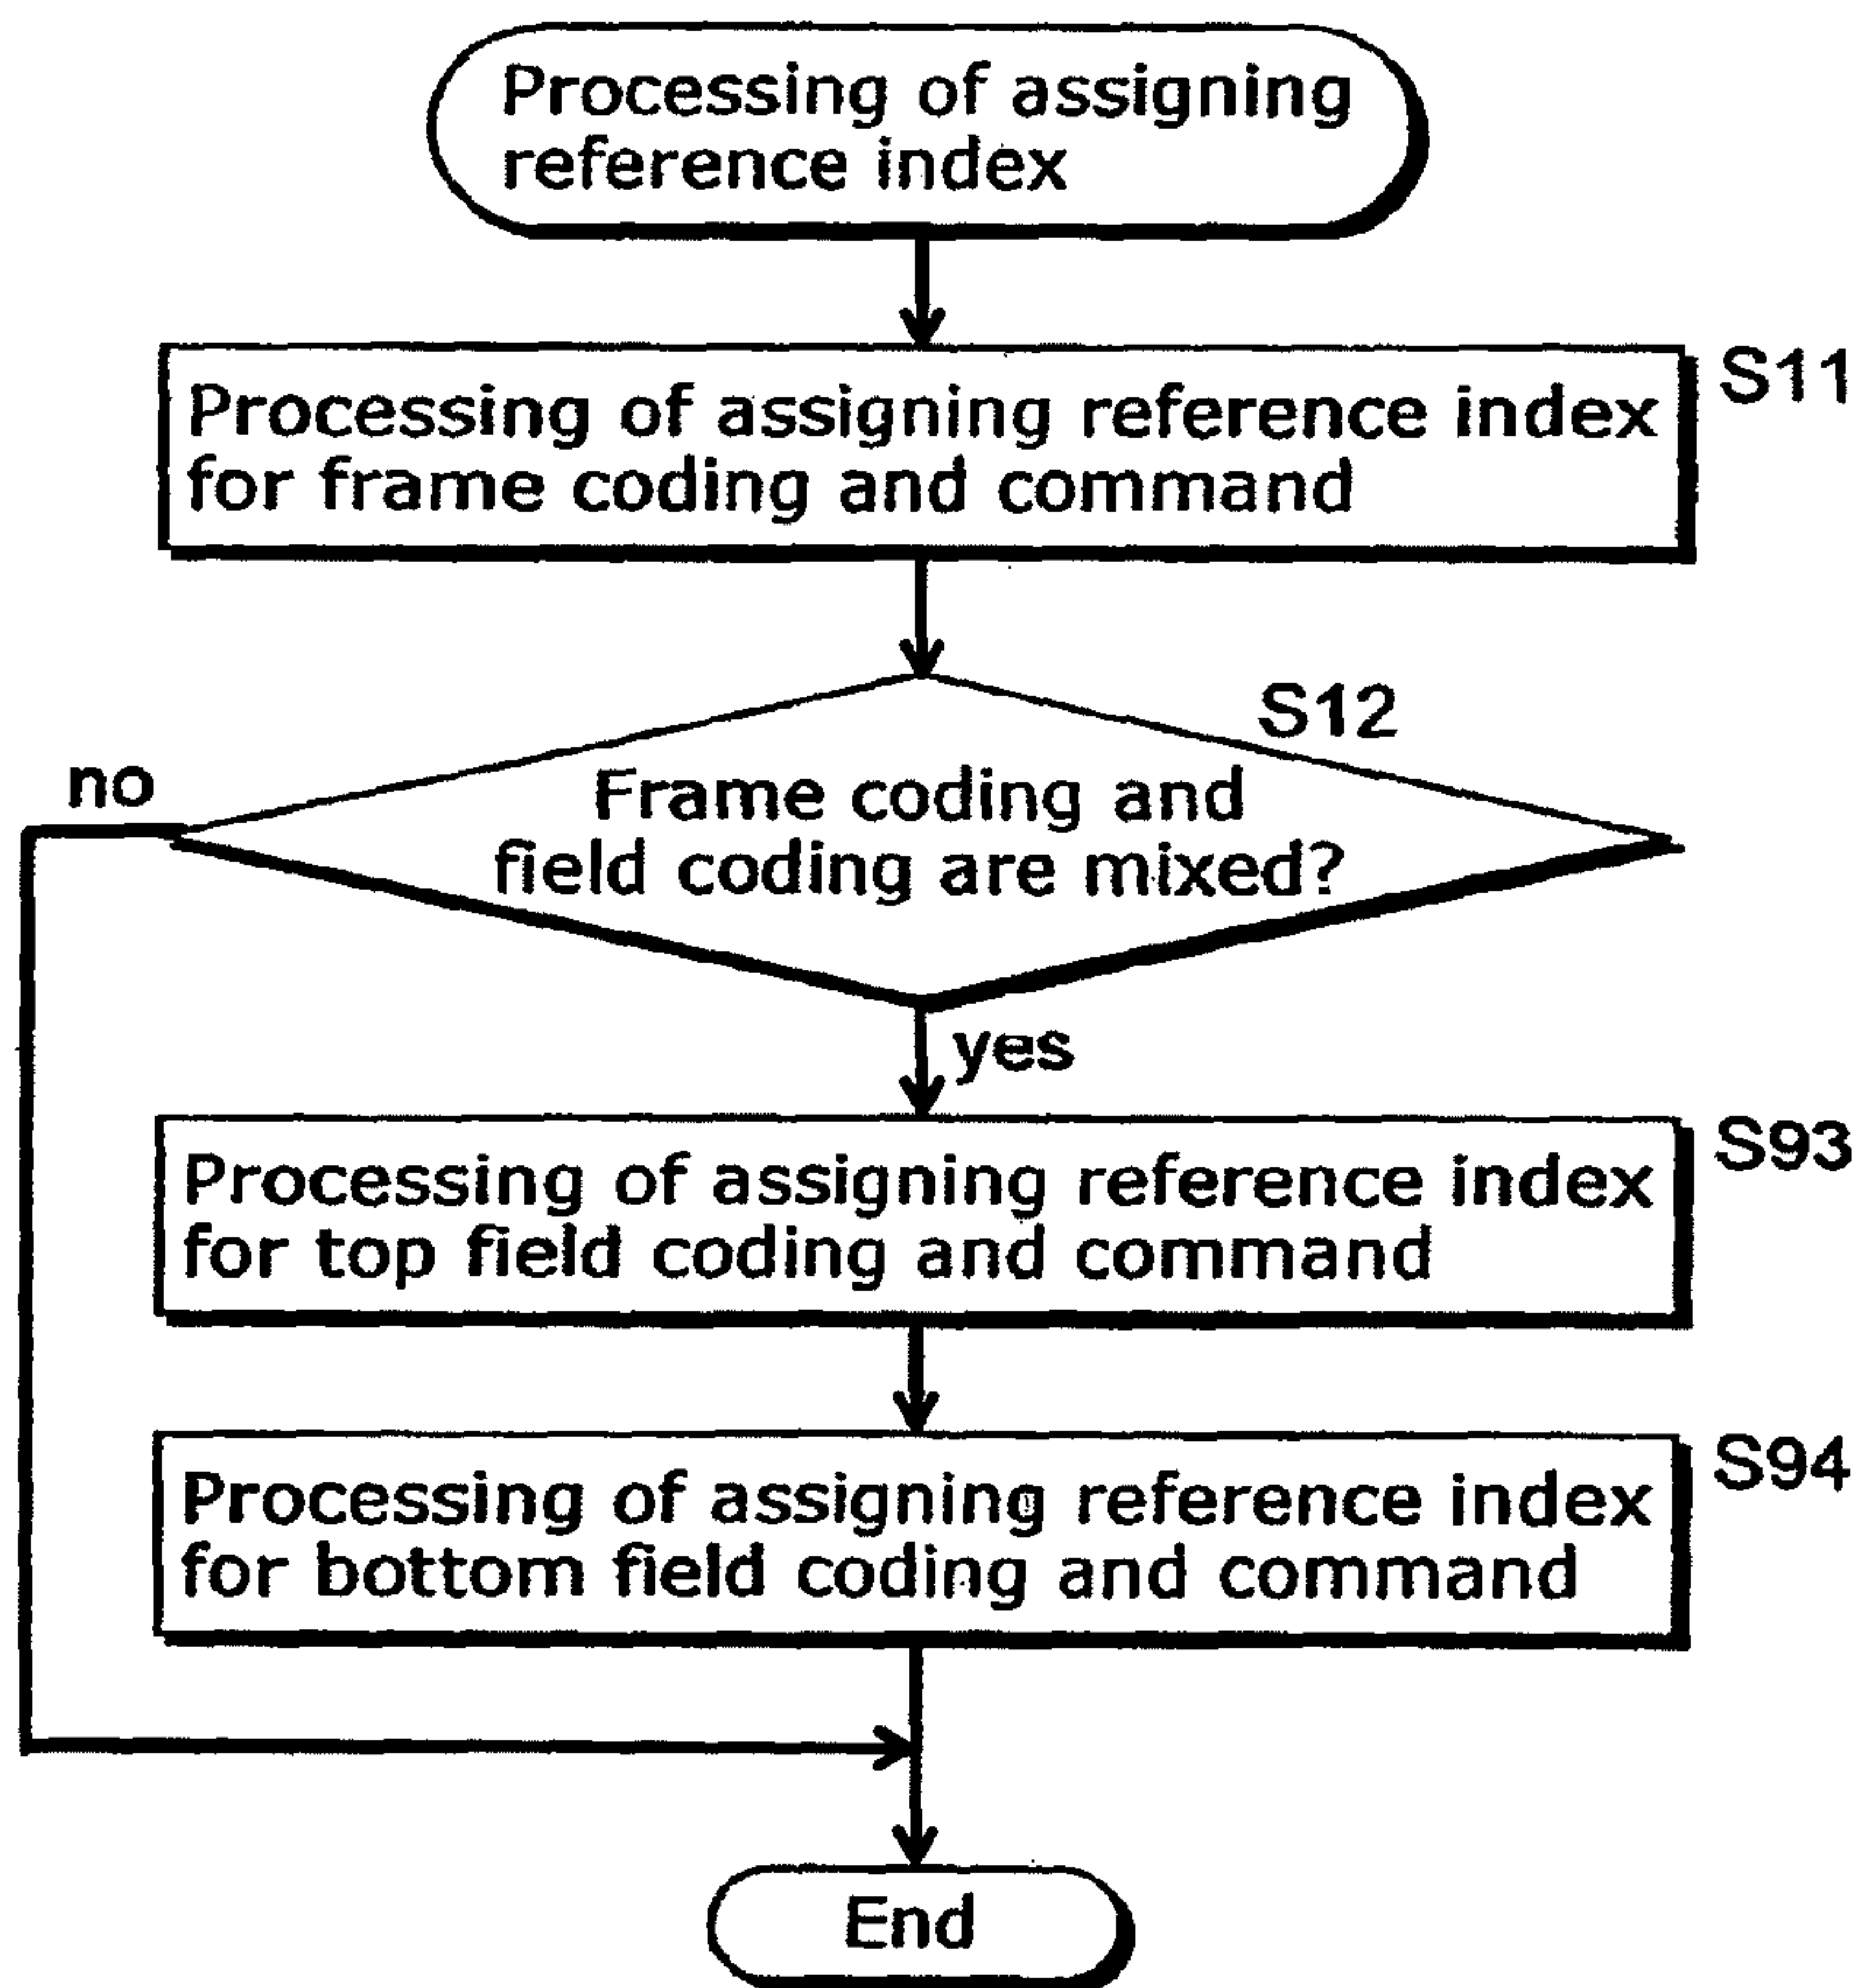 Processing of assigning
reference index
S11
Processing of assigning reference index
for frame coding and command
S12
no
Frame coding and
field coding are mixed?
yes
S93
Processing of assigning reference index
for top field coding and command
S94
Processing of assigning reference index
for bottom field coding and command
End